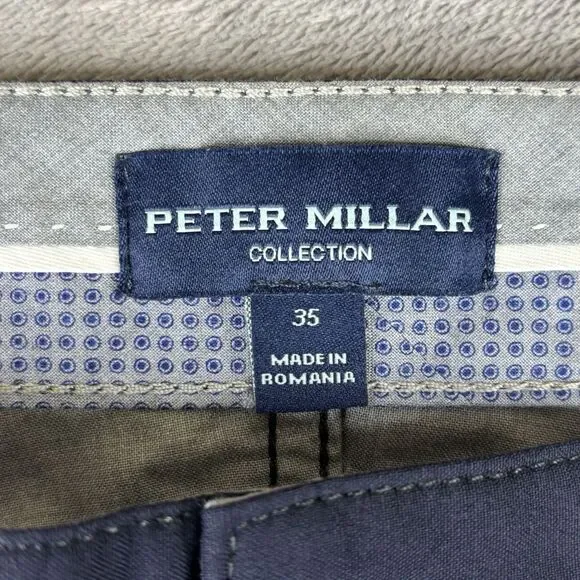 PETER MILLAR
COLLECTION
35
MADE IN
ROMANIA